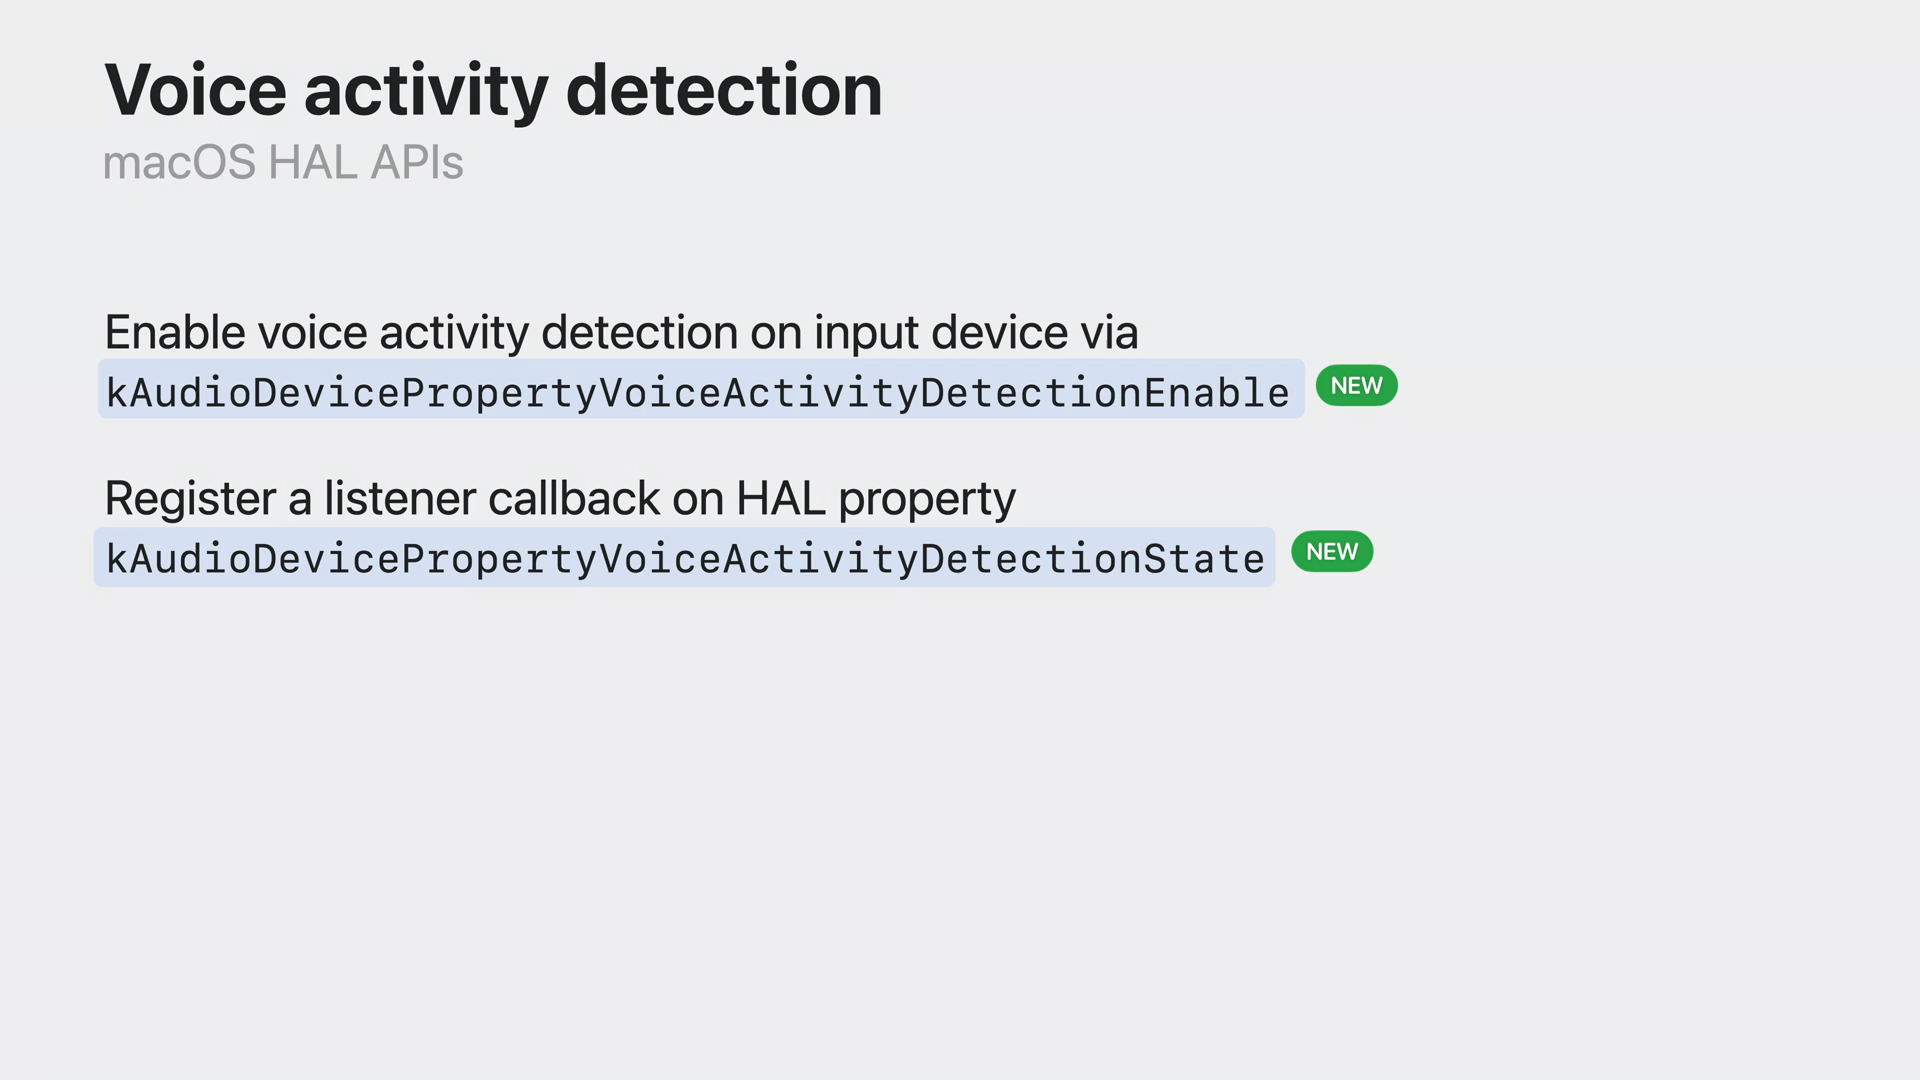 Voice activity detection
macOS HAL APIs
Enable voice activity detection on input device via
kAudioDevicePropertyVoiceActivityDetectionEnable NEW
Register a listener callback on HAL property
kAudioDevicePropertyVoiceActivityDetectionState NEW